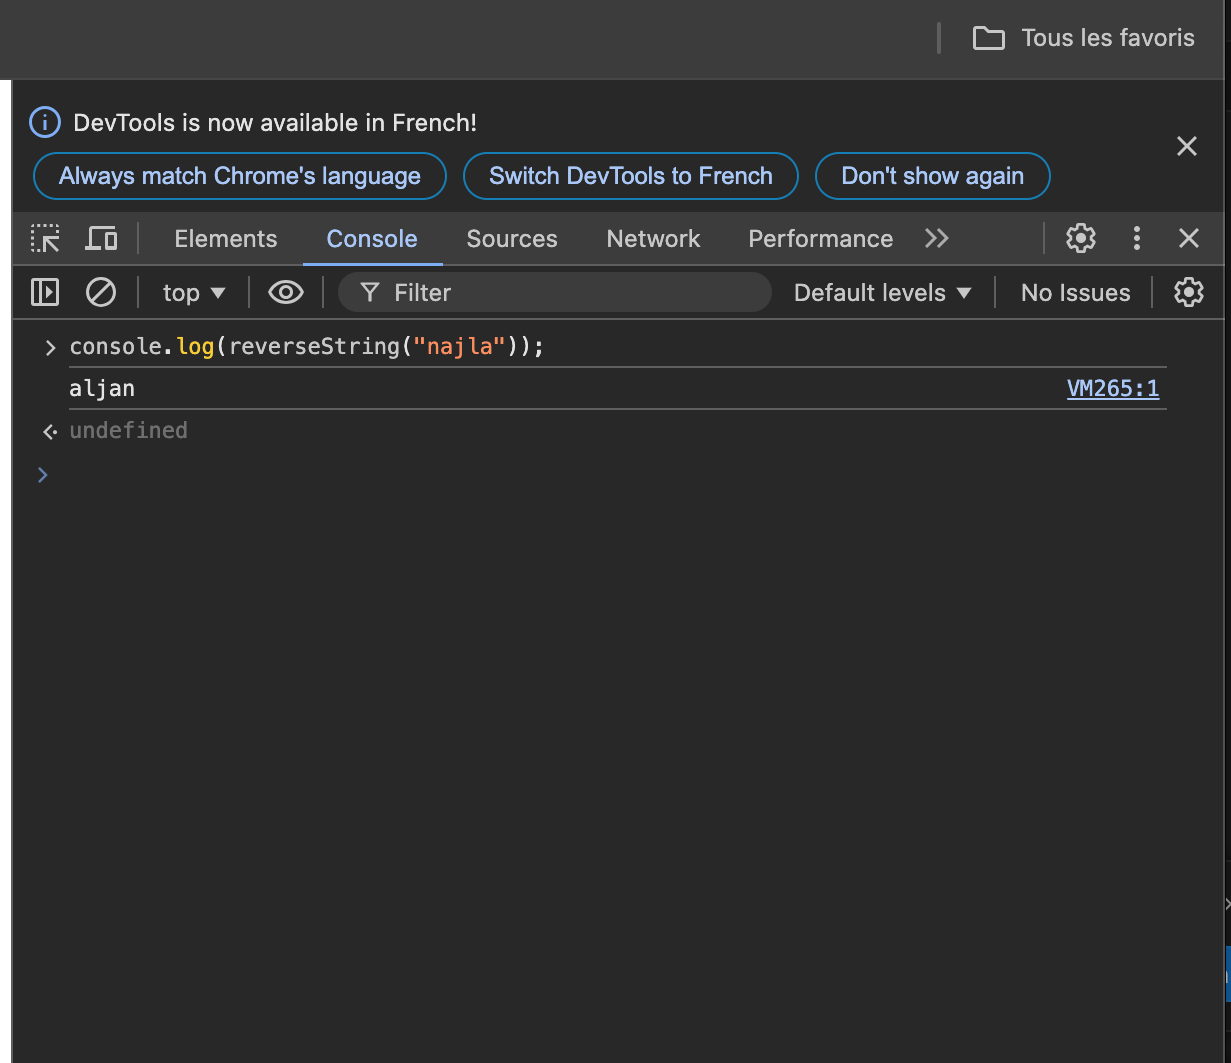 Tous les favoris
DevTools is now available in French!
Always match Chrome's language Switch DevTools to French Don't show again
Elements Console Sources Network Performance
top Filter Default levels No Issues
console.log(reverseString("najla"));
aljan VM265:1
undefined